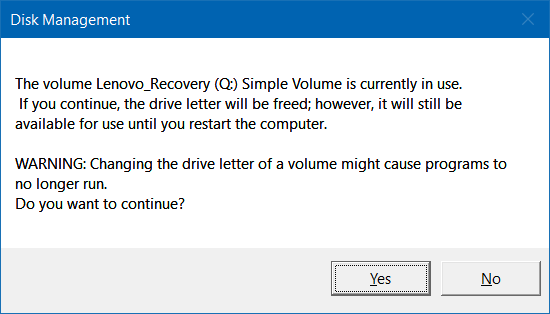 Disk Management
The volume Lenovo_Recovery (Q:) Simple Volume is currently in use.
If you continue, the drive letter will be freed; however, it will still be
available for use until you restart the computer.
WARNING: Changing the drive letter of a volume might cause programs to
no longer run.
Do you want to continue?
Yes No